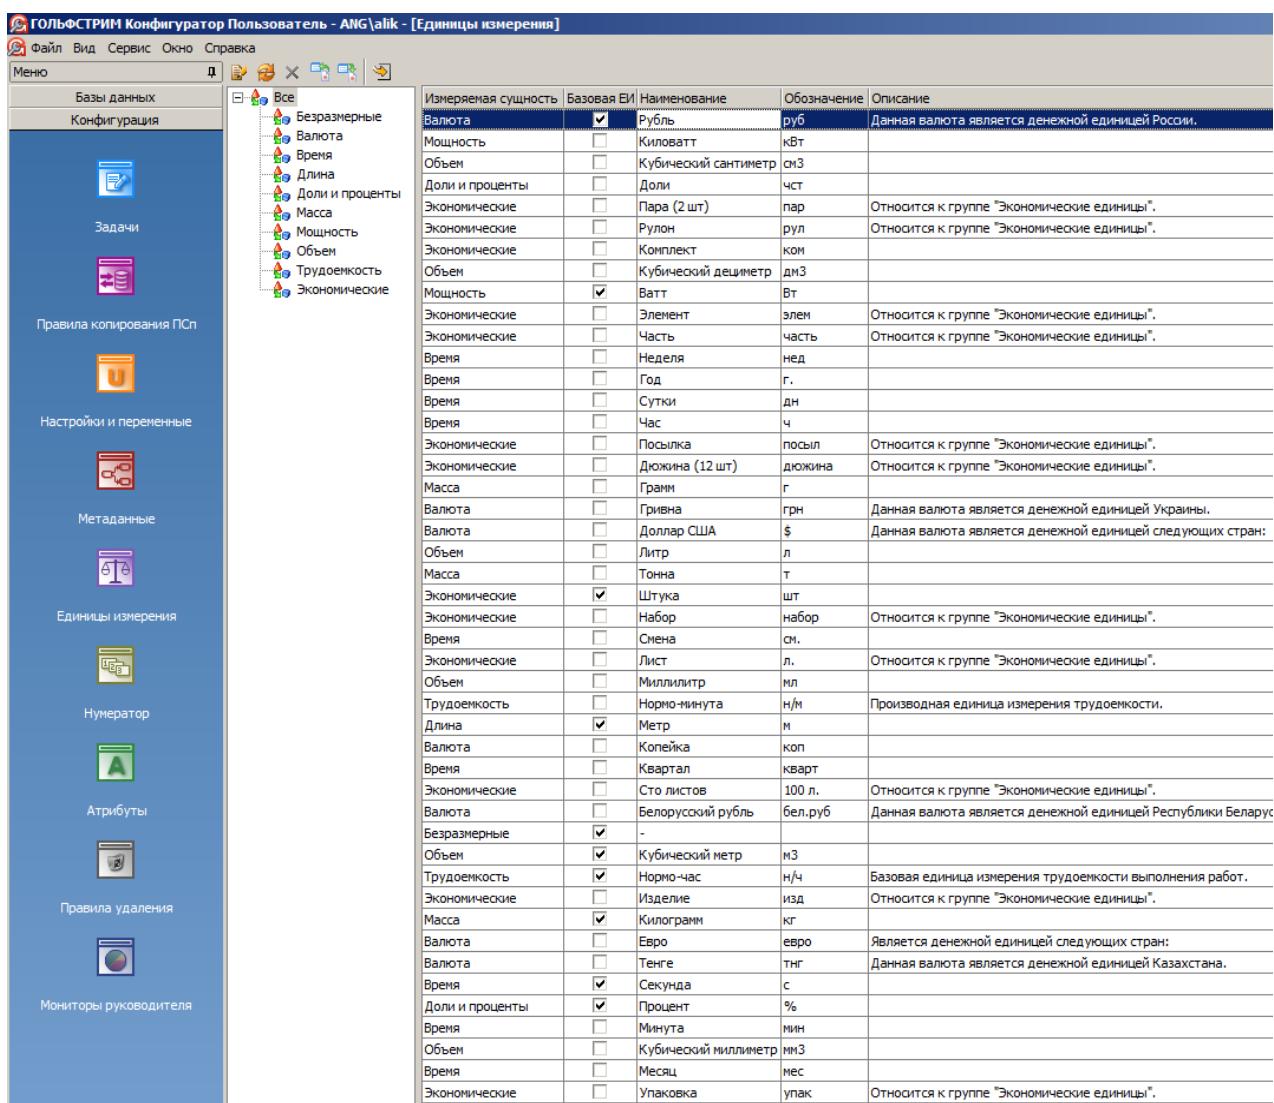 ГОЛЬФСТРИМ Конфигуратор Пользователь - ANG\alik - [Единицы измерения]
Файл Вид Сервис Окно Справка
Меню
Базы данных
Конфигурация
Задачи
Правила копирования ПСп
Настройки и переменные
Метаданные
Единицы измерения
Нумератор
Атрибуты
Правила удаления
Мониторы руководителя
Все
Безразмерные
Валюта
Время
Длина
Доли и проценты
Масса
Мощность
Объем
Трудоемкость
Экономические
Измеряемая сущность Базовая ЕИ Наименование Обозначение Описание
Валюта Рубль руб Данная валюта является денежной единицей России.
Мощность Киловатт кВт
Объем Кубический сантиметр см3
Доли и проценты Доли чст
Экономические Пара (2 шт) пар Относится к группе "Экономические единицы".
Экономические Рулон рул Относится к группе "Экономические единицы".
Экономические Комплект ком
Объем Кубический дециметр дм3
Мощность Ватт Вт
Экономические Элемент элем Относится к группе "Экономические единицы".
Экономические Часть часть Относится к группе "Экономические единицы".
Время Неделя нед
Время Год г.
Время Сутки дн
Время Час ч
Экономические Посылка посыл Относится к группе "Экономические единицы".
Экономические Дюжина (12 шт) дюжина Относится к группе "Экономические единицы".
Масса Грамм г
Валюта Гривна грн Данная валюта является денежной единицей Украины.
Валюта Доллар США $ Данная валюта является денежной единицей следующих стран:
Объем Литр л
Масса Тонна т
Экономические Штука шт
Экономические Набор набор Относится к группе "Экономические единицы".
Время Смена см.
Экономические Лист л. Относится к группе "Экономические единицы".
Объем Миллилитр мл
Трудоемкость Нормо-минута н/м Производная единица измерения трудоемкости.
Длина Метр м
Валюта Копейка коп
Время Квартал кварт
Экономические Сто листов 100 л. Относится к группе "Экономические единицы".
Валюта Белорусский рубль бел.руб Данная валюта является денежной единицей Республики Беларус
Безразмерные -
Объем Кубический метр м3
Трудоемкость Нормо-час н/ч Базовая единица измерения трудоемкости выполнения работ.
Экономические Изделие изд Относится к группе "Экономические единицы".
Масса Килограмм кг
Валюта Евро евро Является денежной единицей следующих стран:
Валюта Тенге тнг Данная валюта является денежной единицей Казахстана.
Время Секунда с
Доли и проценты Процент %
Время Минута мин
Объем Кубический миллиметр мм3
Время Месяц мес
Экономические Упаковка упак Относится к группе "Экономические единицы".